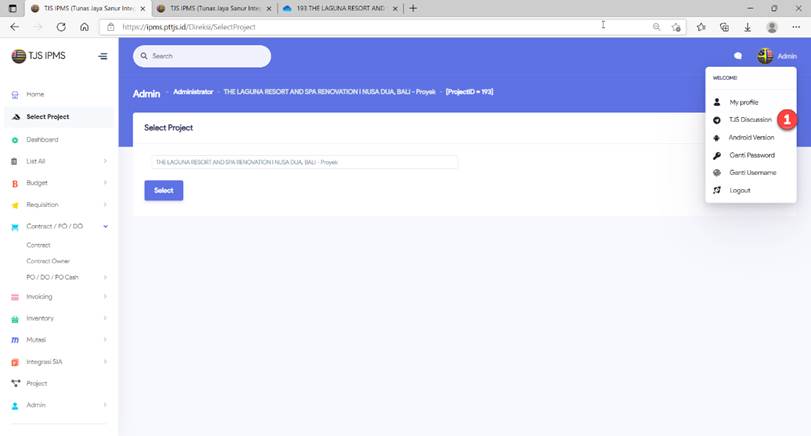 TJS IPMS (Tunas Jaya Sanur Integ
TJS IPMS (Tunas Jaya Sanur Integ
193 THE LAGUNA RESORT AND
https://ipms.pttjs.id/Direksi/SelectProject
TJS IPMS
Search
Admin
Admin - Administrator - THE LAGUNA RESORT AND SPA RENOVATION I NUSA DUA, BALI - Proyek - [ProjectID = 193]
WELCOME!
My profile
TJS Discussion
1
Android Version
Ganti Password
Ganti Username
Logout
Home
Select Project
Dashboard
List All
Budget
Requisition
Contract / PO / DO
Contract
Contract Owner
PO / DO / PO Cash
Invoicing
Inventory
Mutasi
Integrasi SIA
Project
Admin
Select Project
THE LAGUNA RESORT AND SPA RENOVATION I NUSA DUA, BALI - Proyek
Select